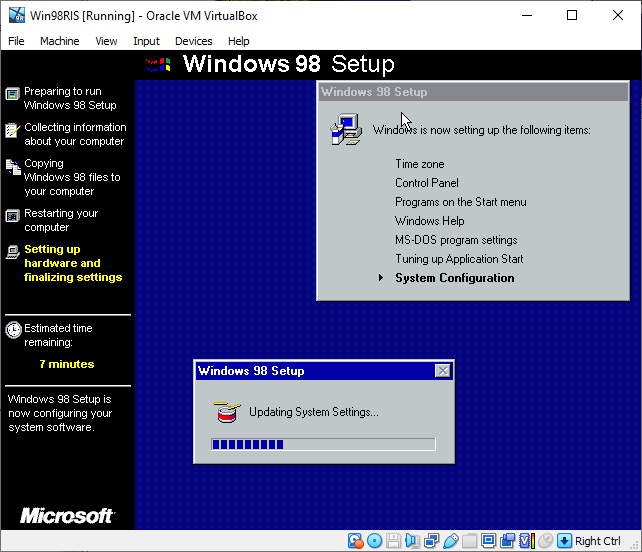 Win98RIS [Running] - Oracle VM VirtualBox
File Machine View Input Devices Help
Windows 98 Setup
Preparing to run
Windows 98 Setup
Collecting information
about your computer
Copying
Windows 98 files to
your computer
Restarting your
computer
Setting up
hardware and
finalizing settings
Estimated time
remaining:
7 minutes
Windows 98 Setup is
now configuring your
system software.
Microsoft
Windows 98 Setup
Windows is now setting up the following items:
Time zone
Control Panel
Programs on the Start menu
Windows Help
MS-DOS program settings
Tuning up Application Start
System Configuration
Windows 98 Setup
Updating System Settings...
Right Ctrl